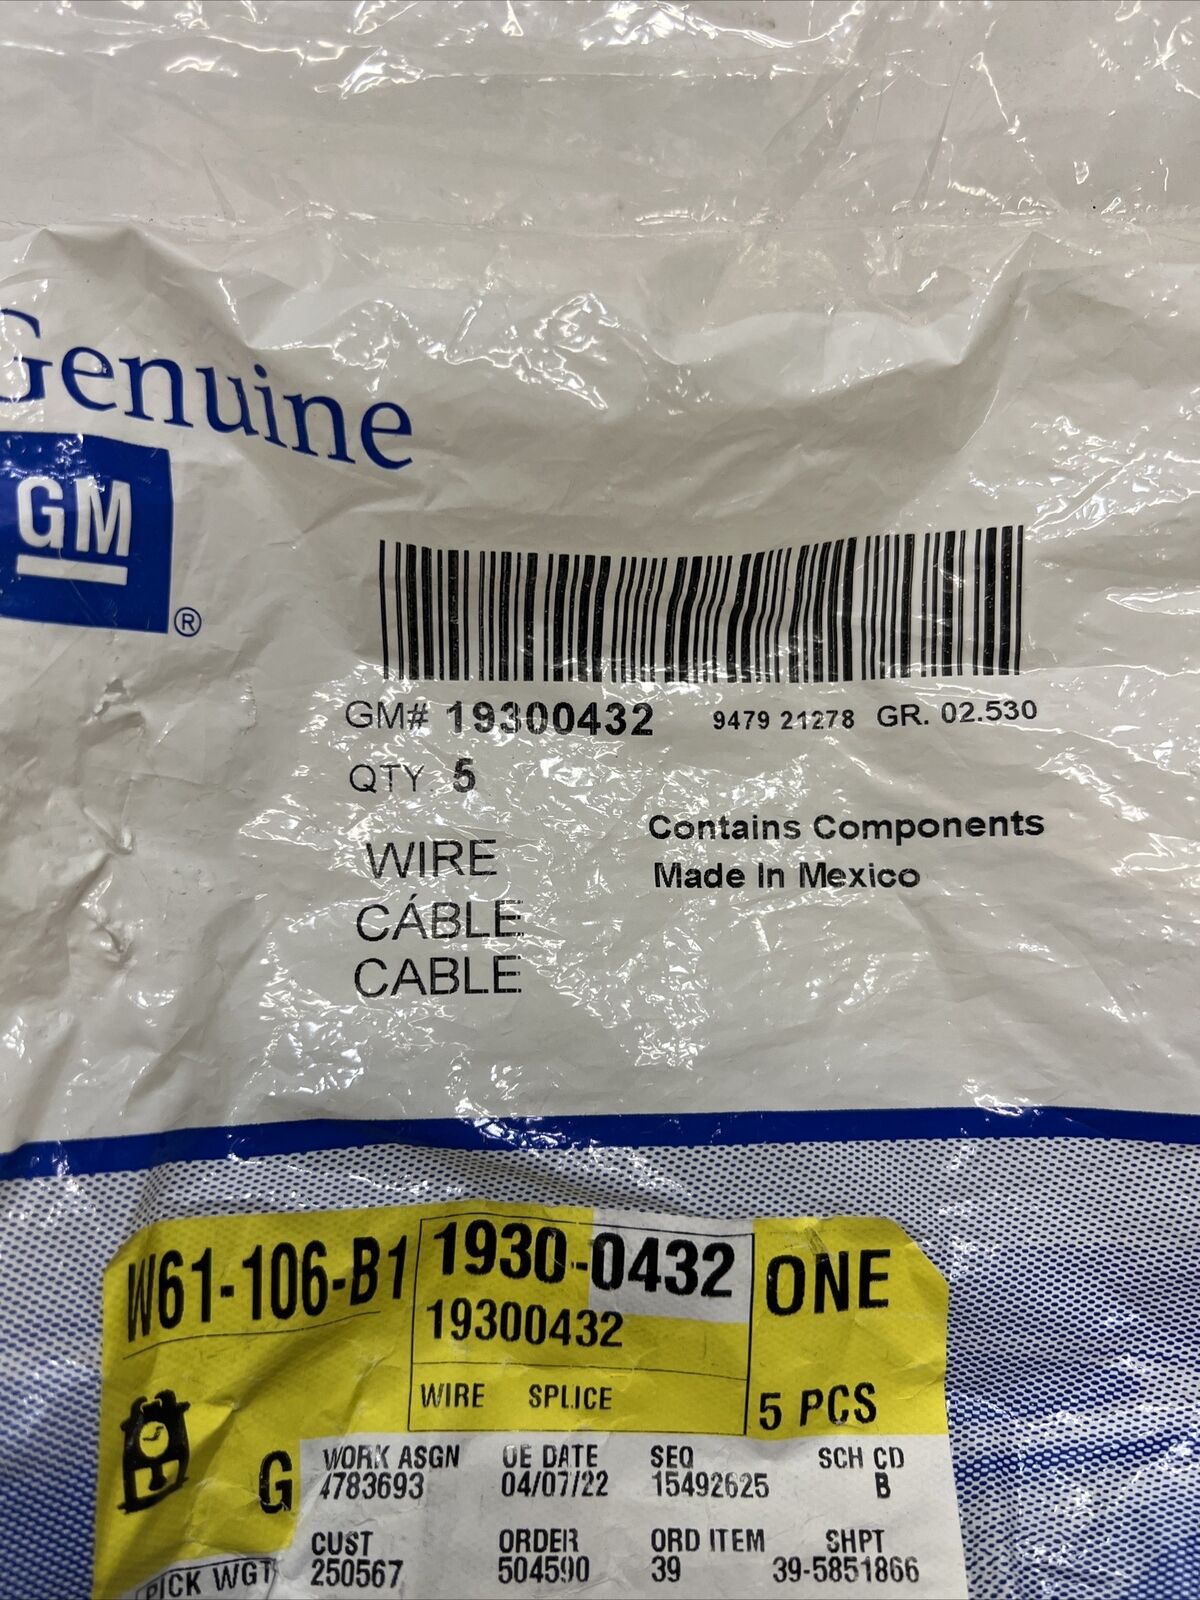 Genuine
GM
®
GM# 19300432 9479 21278 GR. 02.530
QTY 5
Contains Components
Made In Mexico
WIRE
CÁBLE
CABLE
W61-106-B1
1930-0432
19300432
WIRE SPLICE
ONE
5 PCS
G
WORK ASGN OE DATE SEQ SCH CD
4783693 04/07/22 15492625 B
CUST ORDER ORD ITEM SHPT
250567 504590 39 39-5851866
PICK WGT